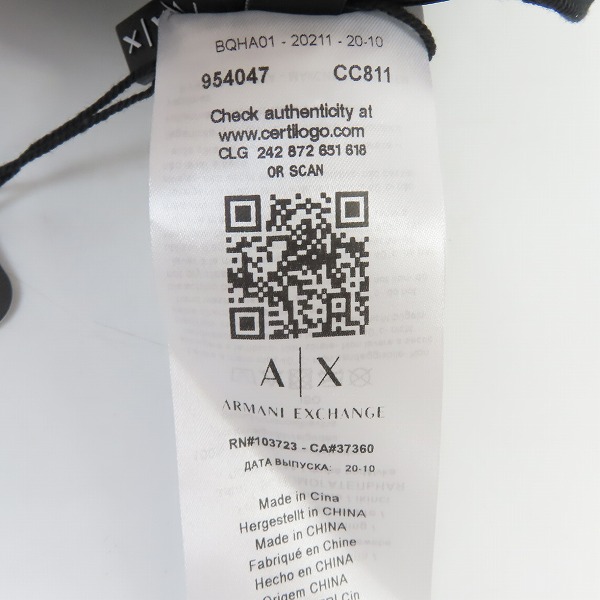 BQHA01 - 20211 - 20-10
954047 CC811
Check authenticity at
www.certilogo.com
CLG 242 872 651 618
OR SCAN
A|X
ARMANI EXCHANGE
RN#103723 - CA#37360
ДАТА ВЫПУСКА: 20-10
Made in Cina
Hergestellt in CHINA
Made in CHINA
Fabriqué en Chine
Hecho en CHINA
Origem CHINA
Cin